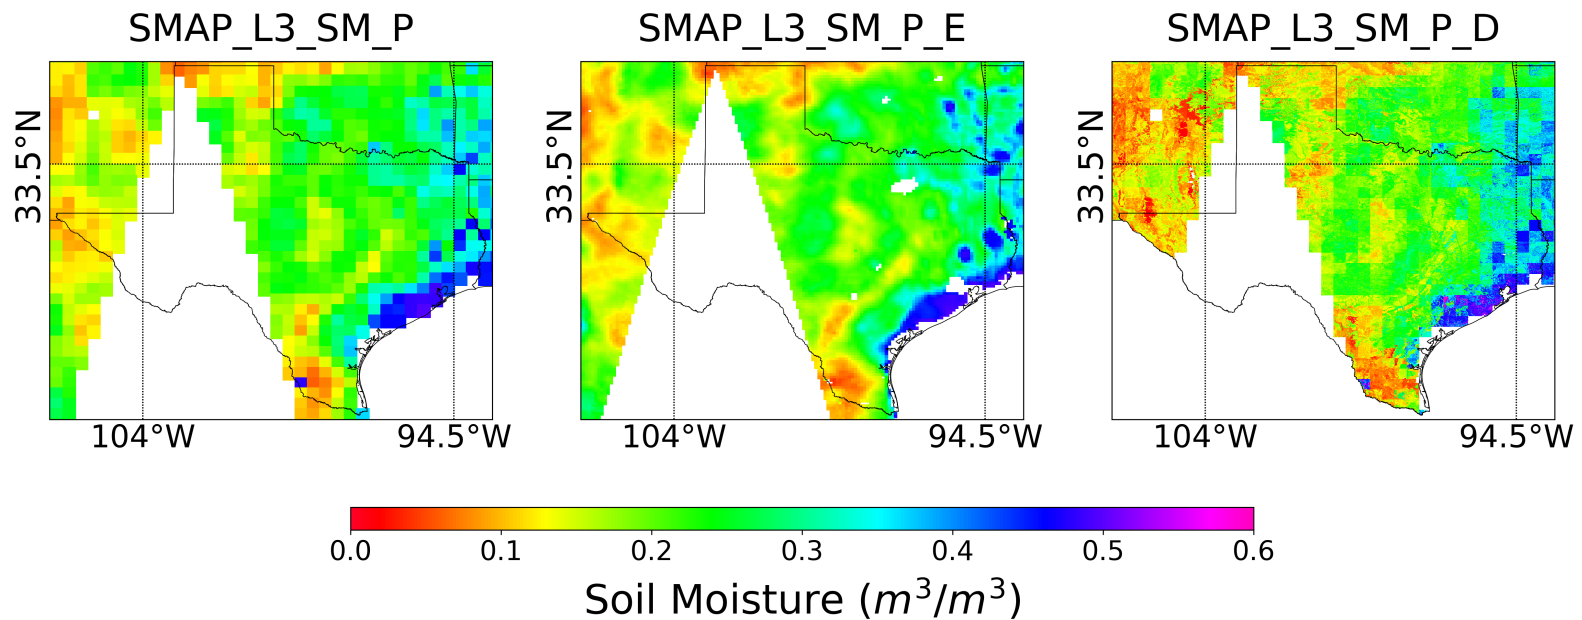 SMAP_L3_SM_P SMAP_L3_SM_P_E SMAP_L3_SM_P_D
33.5°N 33.5°N 33.5°N
104°W 94.5°W 104°W 94.5°W 104°W 94.5°W
0.0 0.1 0.2 0.3 0.4 0.5 0.6
Soil Moisture (m³/m³)